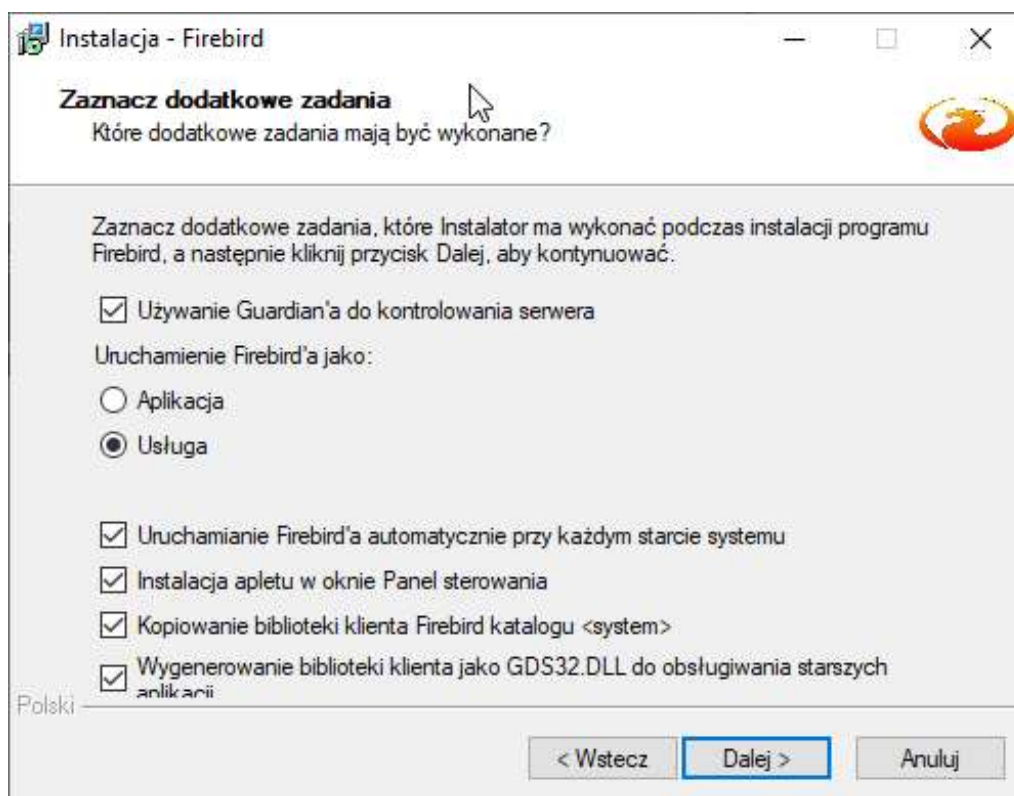 Instalacja - Firebird
Zaznacz dodatkowe zadania
Które dodatkowe zadania mają być wykonane?
Zaznacz dodatkowe zadania, które Instalator ma wykonać podczas instalacji programu
Firebird, a następnie kliknij przycisk Dalej, aby kontynuować.
Używanie Guardian'a do kontrolowania serwera
Uruchamienie Firebird'a jako:
Aplikacja
Usługa
Uruchamianie Firebird'a automatycznie przy każdym starcie systemu
Instalacja apletu w oknie Panel sterowania
Kopiowanie biblioteki klienta Firebird katalogu <system>
Wygenerowanie biblioteki klienta jako GDS32.DLL do obsługiwania starszych
aplikacji
Polski
< Wstecz
Dalej >
Anuluj